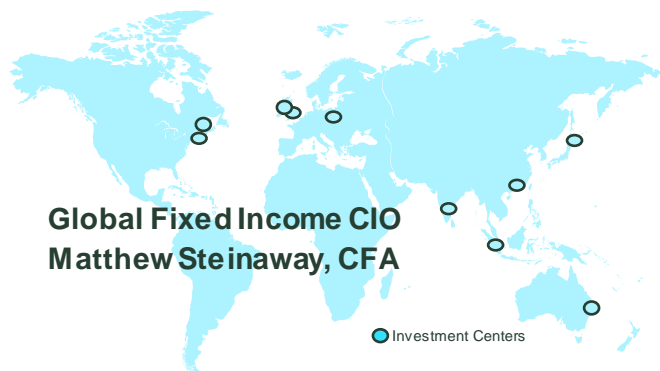 Global Fixed Income CIO
Matthew Steinaway, CFA
Investment Centers